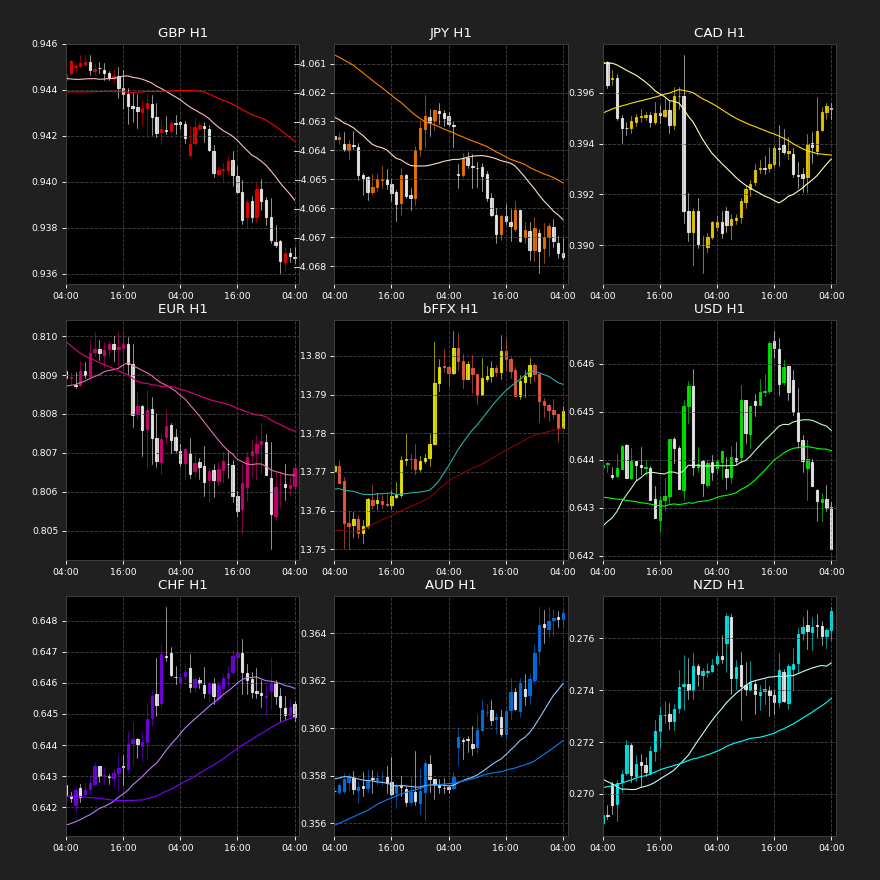 GBP H1
0.946
0.944
0.942
0.940
0.938
0.936
04:00 16:00 04:00 16:00 04:00
JPY H1
−4.061
−4.062
−4.063
−4.064
−4.065
−4.066
−4.067
−4.068
04:00 16:00 04:00 16:00 04:00
CAD H1
0.396
0.394
0.392
0.390
04:00 16:00 04:00 16:00 04:00
EUR H1
0.810
0.809
0.808
0.807
0.806
0.805
04:00 16:00 04:00 16:00 04:00
bFFX H1
13.80
13.79
13.78
13.77
13.76
13.75
04:00 16:00 04:00 16:00 04:00
USD H1
0.646
0.645
0.644
0.643
0.642
04:00 16:00 04:00 16:00 04:00
CHF H1
0.648
0.647
0.646
0.645
0.644
0.643
0.642
04:00 16:00 04:00 16:00 04:00
AUD H1
0.364
0.362
0.360
0.358
0.356
04:00 16:00 04:00 16:00 04:00
NZD H1
0.276
0.274
0.272
0.270
04:00 16:00 04:00 16:00 04:00